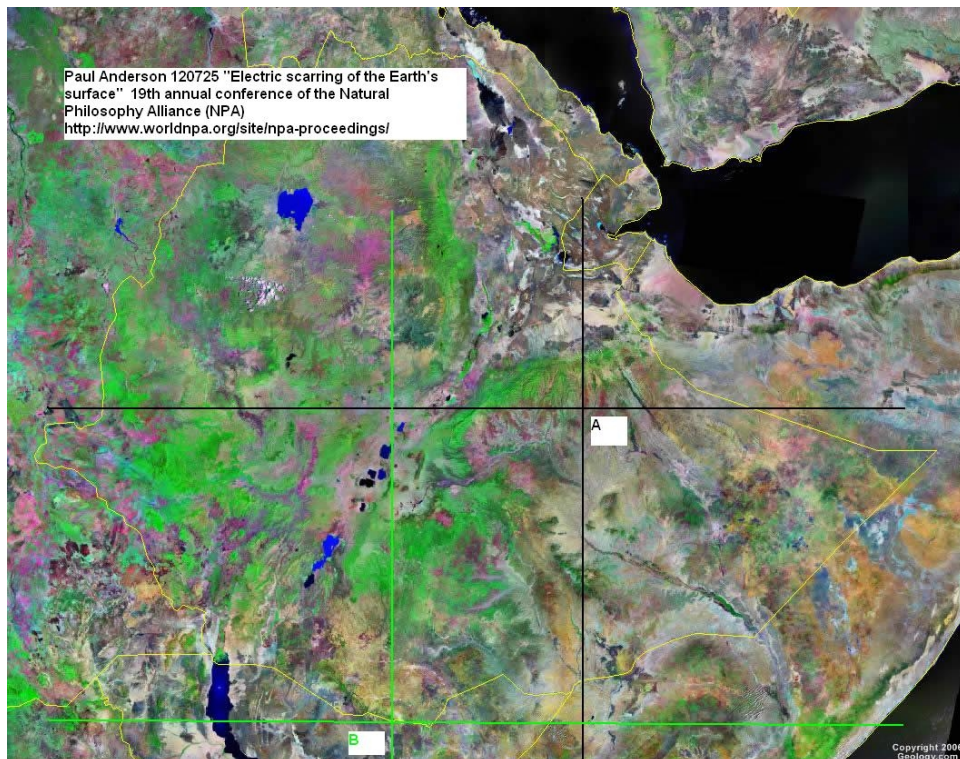 Paul Anderson 120725 "Electric scarring of the Earth's
surface" 19th annual conference of the Natural
Philosophy Alliance (NPA)
http://www.worldnpa.org/site/npa-proceedings/
A
B
Copyright 2006
Geology.com